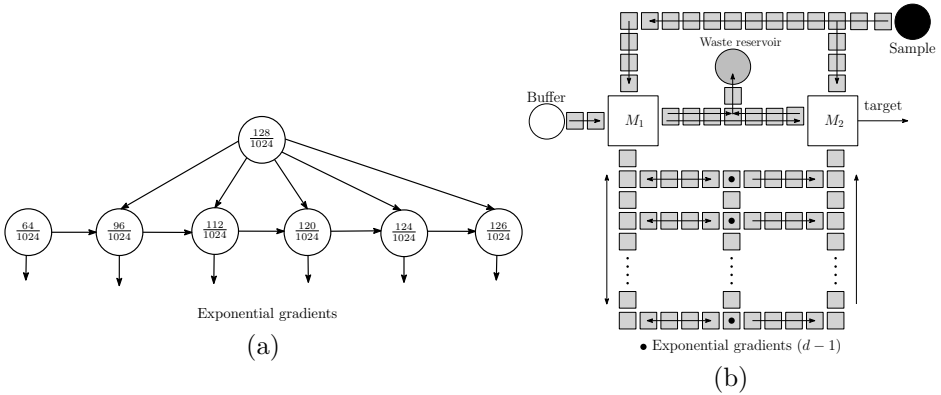 128/1024
64/1024
96/1024
112/1024
120/1024
124/1024
126/1024
Exponential gradients
(a)
Sample
Waste reservoir
Buffer
M₁
M₂
target
• Exponential gradients (d − 1)
(b)